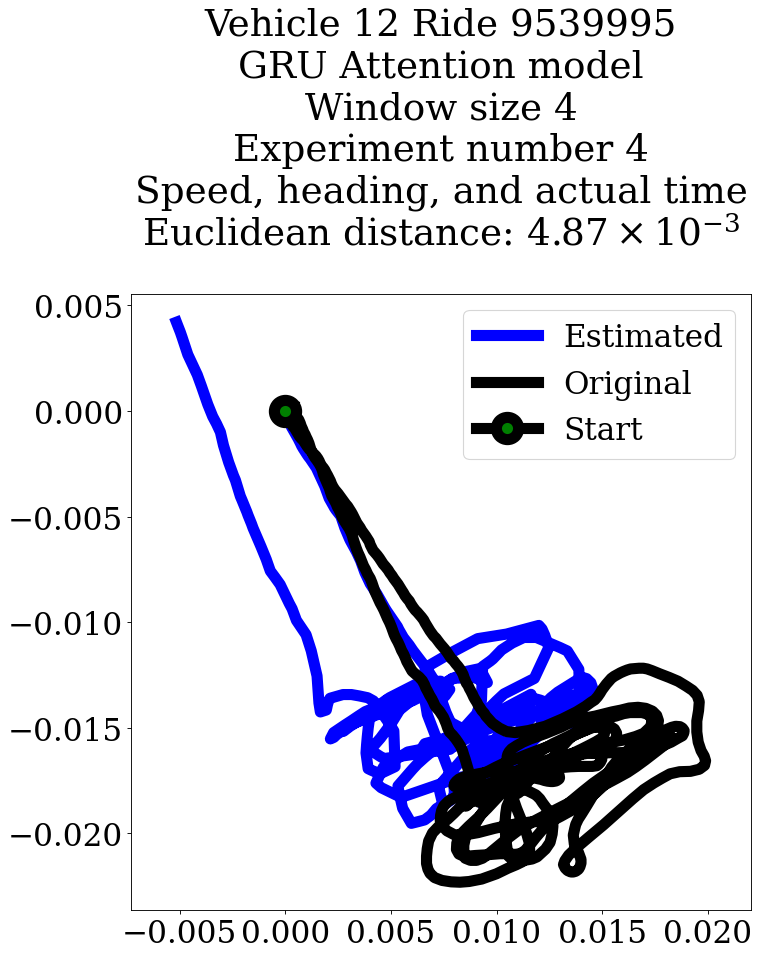 Vehicle 12 Ride 9539995
GRU Attention model
Window size 4
Experiment number 4
Speed, heading, and actual time
Euclidean distance: 4.87 × 10⁻³
Estimated
Original
Start
0.005
0.000
−0.005
−0.010
−0.015
−0.020
−0.005 0.000 0.005 0.010 0.015 0.020